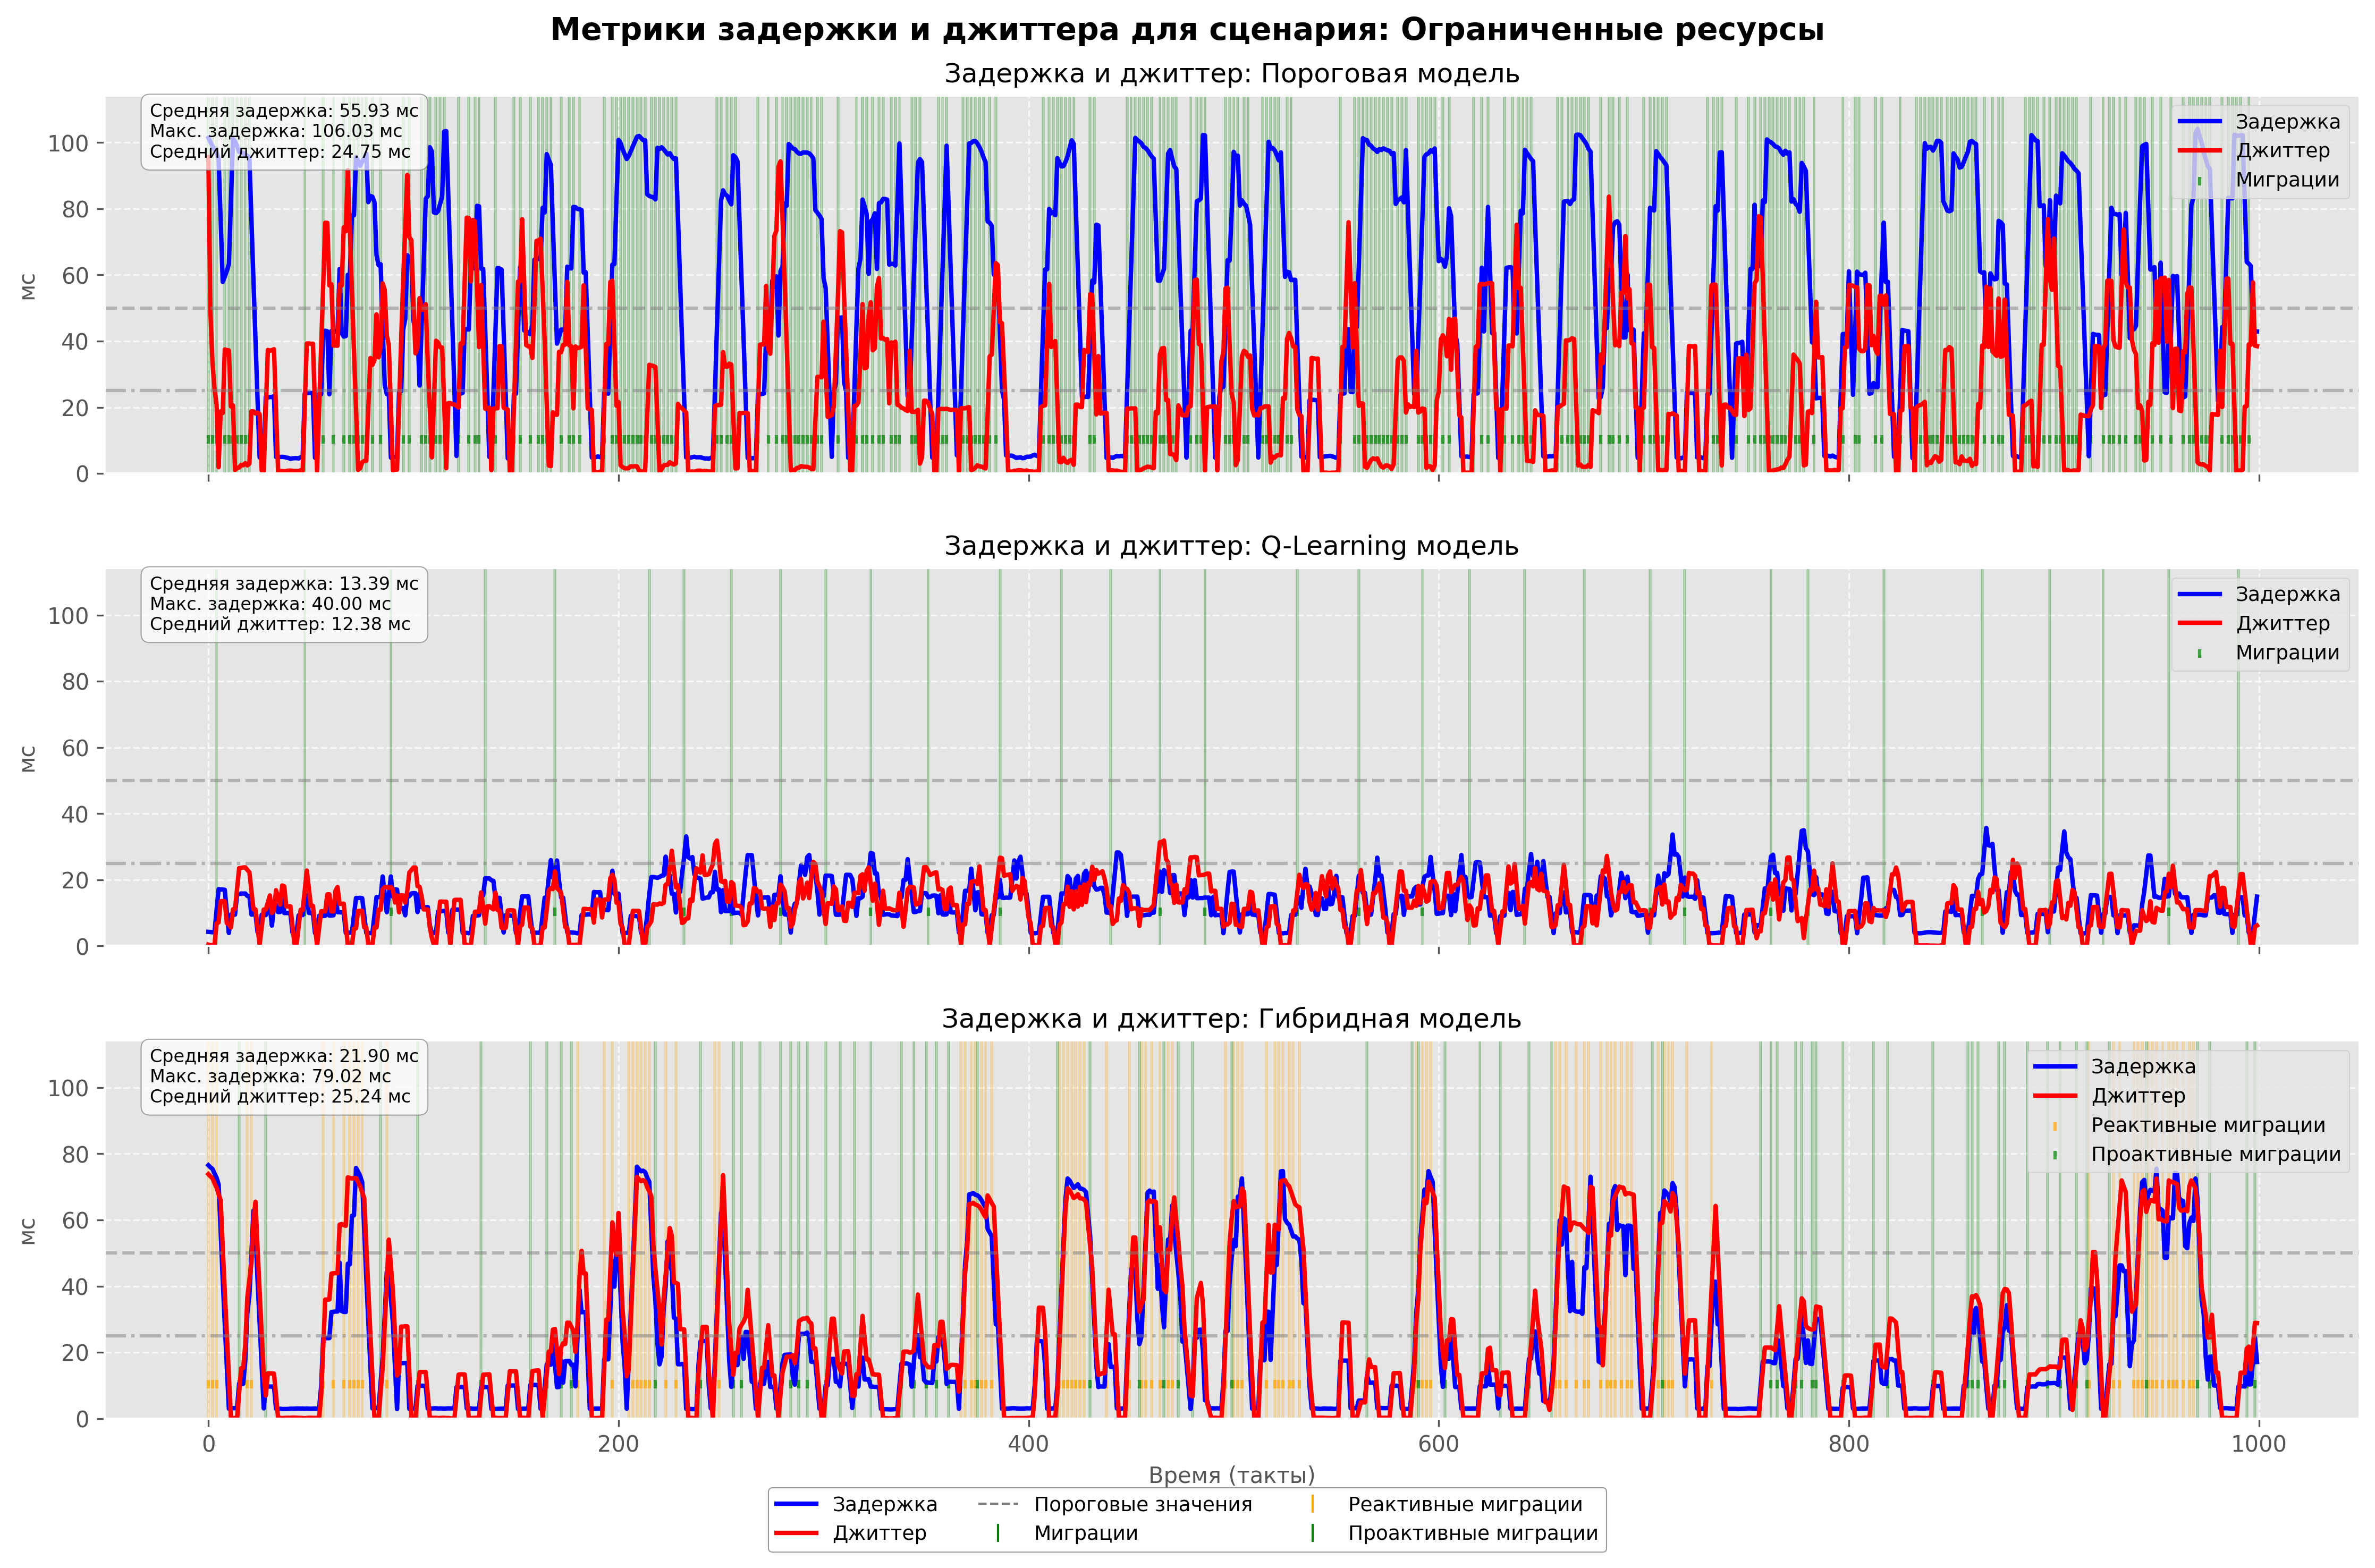 Метрики задержки и джиттера для сценария: Ограниченные ресурсы
Задержка и джиттер: Пороговая модель
Средняя задержка: 55.93 мс
Макс. задержка: 106.03 мс
Средний джиттер: 24.75 мс
Задержка
Джиттер
Миграции
мс
100
80
60
40
20
0
Задержка и джиттер: Q-Learning модель
Средняя задержка: 13.39 мс
Макс. задержка: 40.00 мс
Средний джиттер: 12.38 мс
Задержка
Джиттер
Миграции
мс
100
80
60
40
20
0
Задержка и джиттер: Гибридная модель
Средняя задержка: 21.90 мс
Макс. задержка: 79.02 мс
Средний джиттер: 25.24 мс
Задержка
Джиттер
Реактивные миграции
Проактивные миграции
мс
100
80
60
40
20
0
0 200 400 600 800 1000
Время (такты)
Задержка Пороговые значения Реактивные миграции
Джиттер Миграции Проактивные миграции